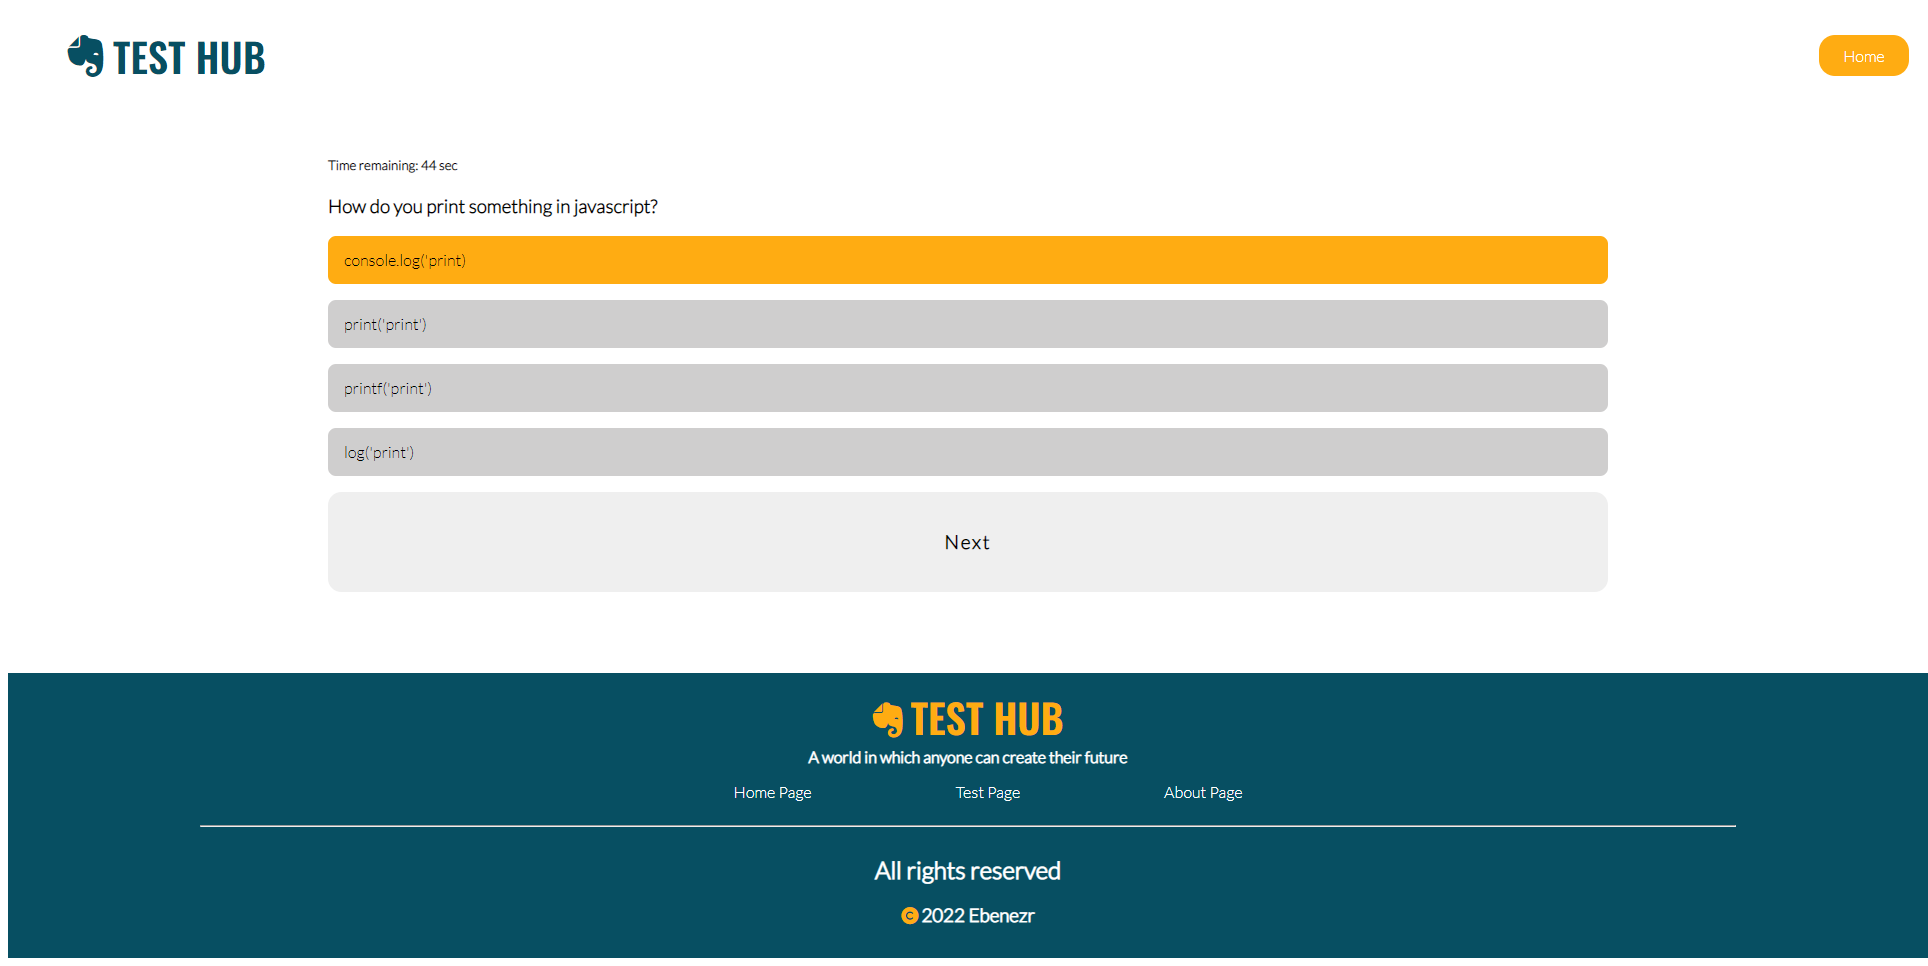 TEST HUB
Home
Time remaining: 44 sec
How do you print something in javascript?
console.log('print)
print('print')
printf('print')
log('print')
Next
TEST HUB
A world in which anyone can create their future
Home Page Test Page About Page
All rights reserved
© 2022 Ebenezr